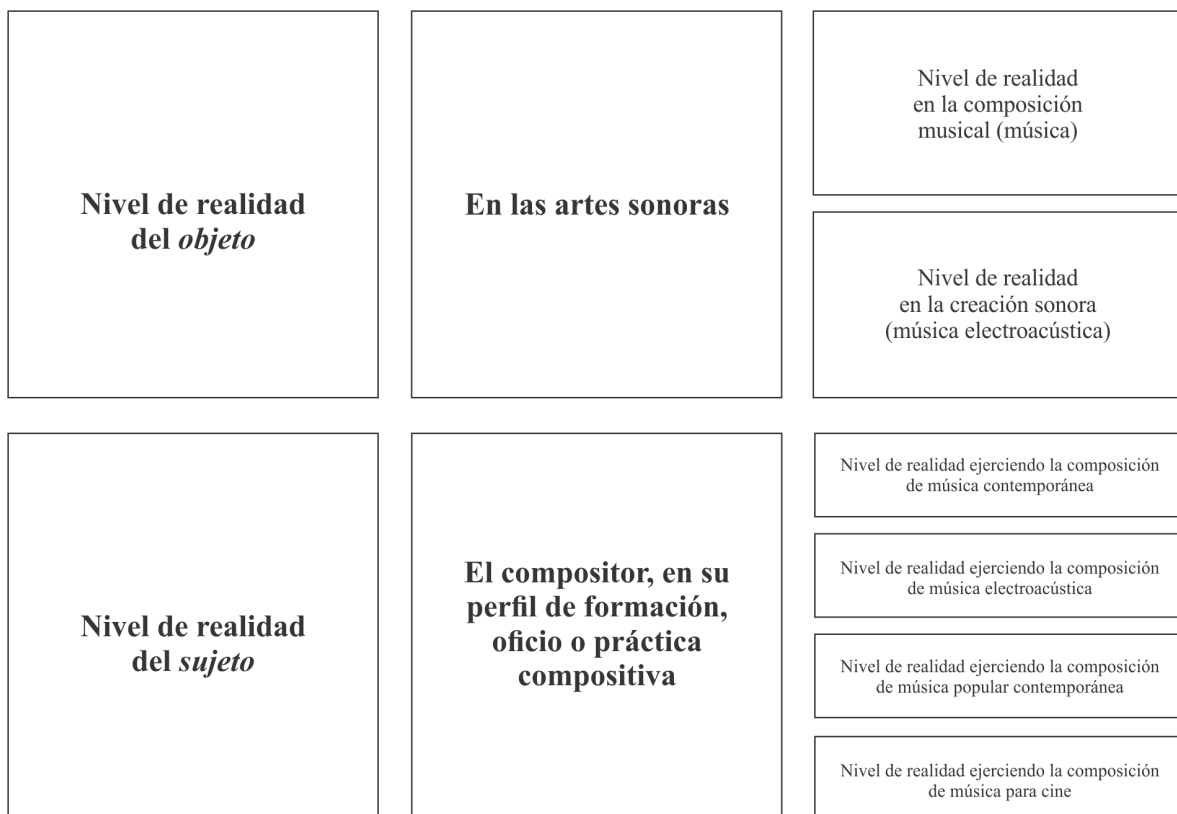 Nivel de realidad
del objeto
En las artes sonoras
Nivel de realidad
en la composición
musical (música)
Nivel de realidad
en la creación sonora
(música electroacústica)
Nivel de realidad
del sujeto
El compositor, en su
perfil de formación,
oficio o práctica
compositiva
Nivel de realidad ejerciendo la composición
de música contemporánea
Nivel de realidad ejerciendo la composición
de música electroacústica
Nivel de realidad ejerciendo la composición
de música popular contemporánea
Nivel de realidad ejerciendo la composición
de música para cine